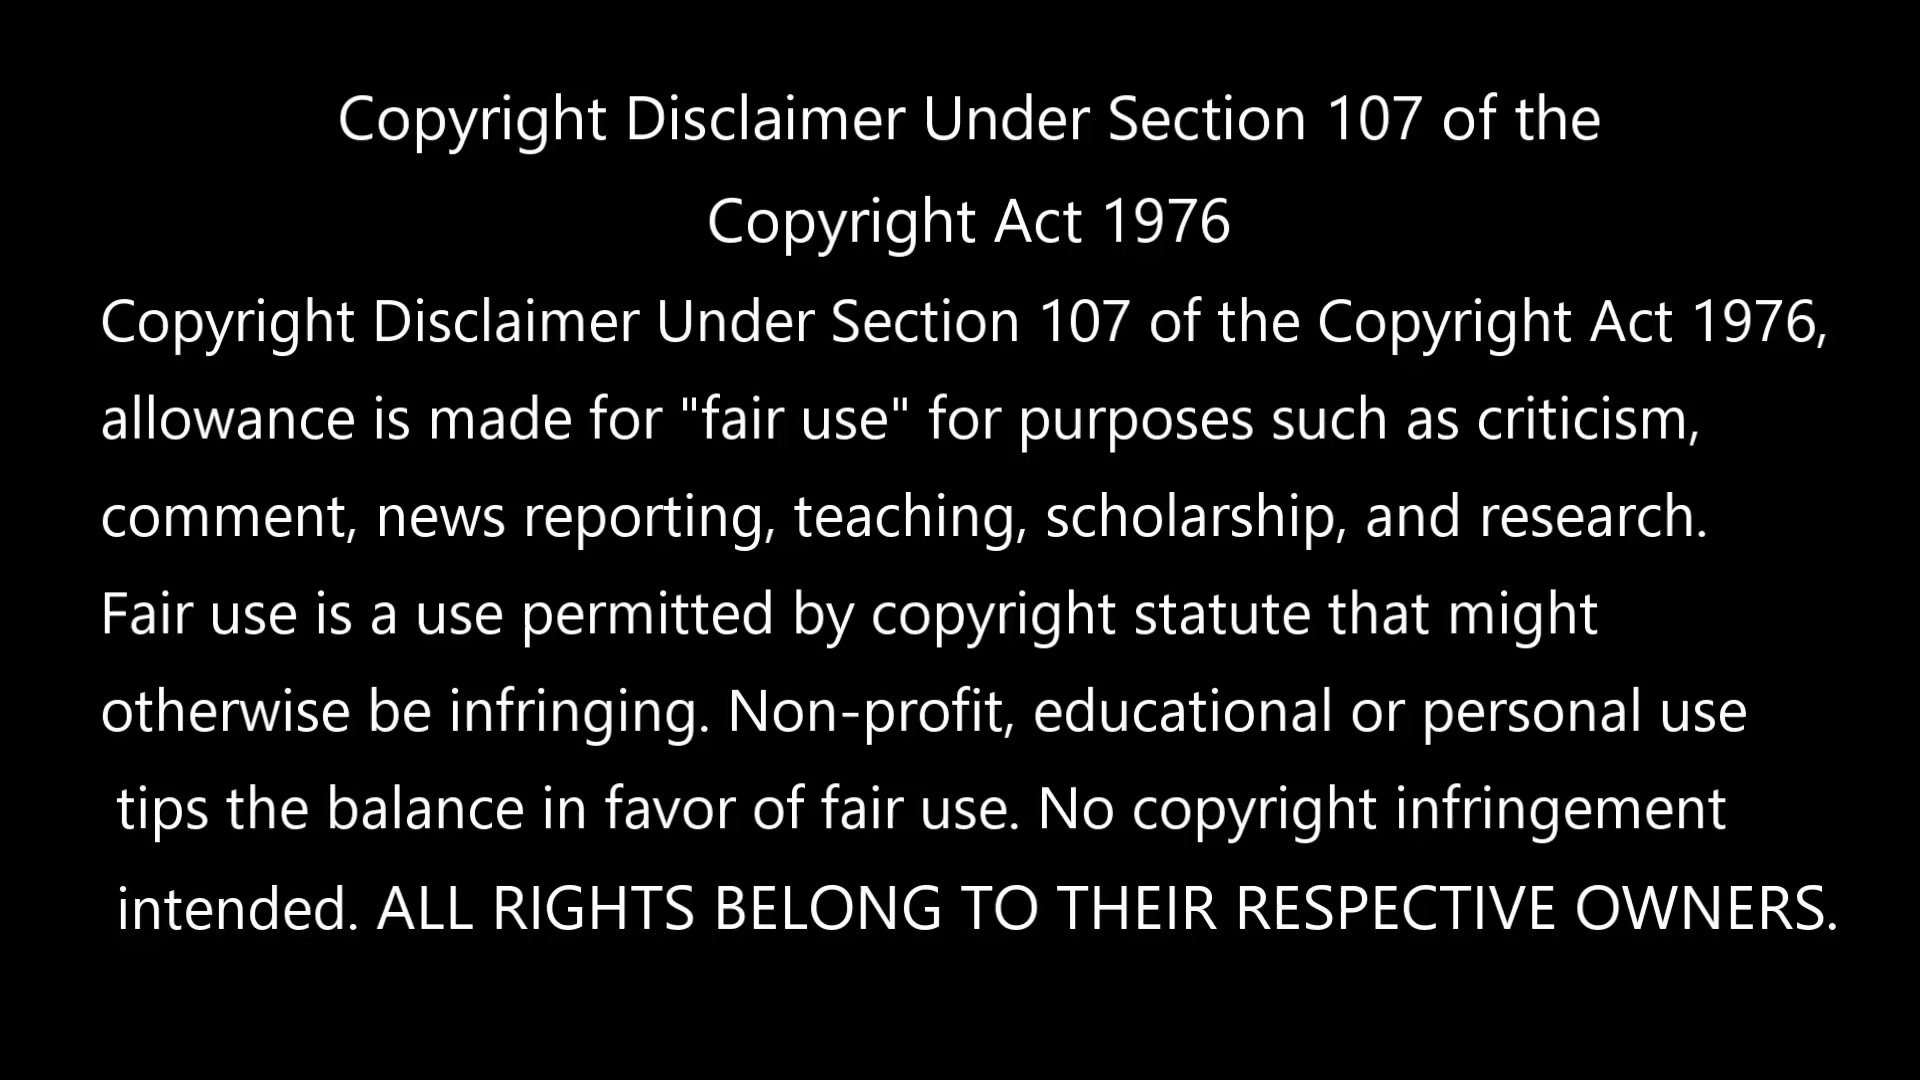 Copyright Disclaimer Under Section 107 of the
Copyright Act 1976
Copyright Disclaimer Under Section 107 of the Copyright Act 1976,
allowance is made for "fair use" for purposes such as criticism,
comment, news reporting, teaching, scholarship, and research.
Fair use is a use permitted by copyright statute that might
otherwise be infringing. Non-profit, educational or personal use
tips the balance in favor of fair use. No copyright infringement
intended. ALL RIGHTS BELONG TO THEIR RESPECTIVE OWNERS.